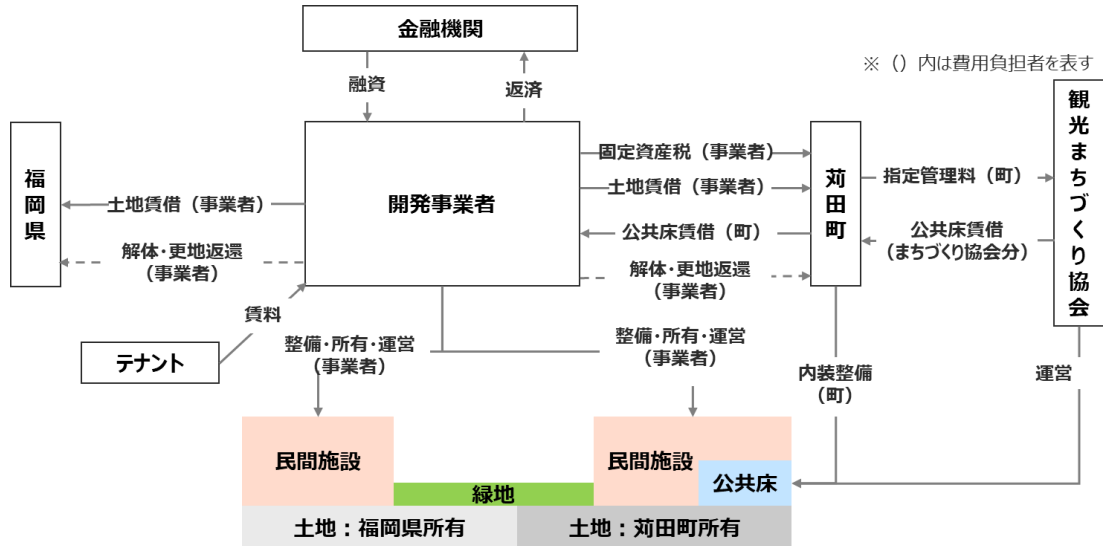 金融機関
※（）内は費用負担者を表す
融資
返済
福岡県
開発事業者
苅田町
観光まちづくり協会
土地賃借（事業者）
解体・更地返還
（事業者）
固定資産税（事業者）
土地賃借（事業者）
公共床賃借（町）
解体・更地返還
（事業者）
指定管理料（町）
公共床賃借
（まちづくり協会分）
賃料
テナント
整備・所有・運営
（事業者）
整備・所有・運営
（事業者）
内装整備
（町）
運営
民間施設
民間施設
公共床
緑地
土地：福岡県所有
土地：苅田町所有